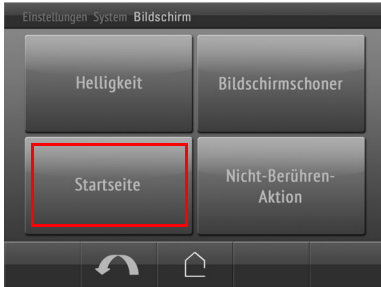 Einstellungen System Bildschirm
Helligkeit
Bildschirmschoner
Startseite
Nicht-Berühren-
Aktion